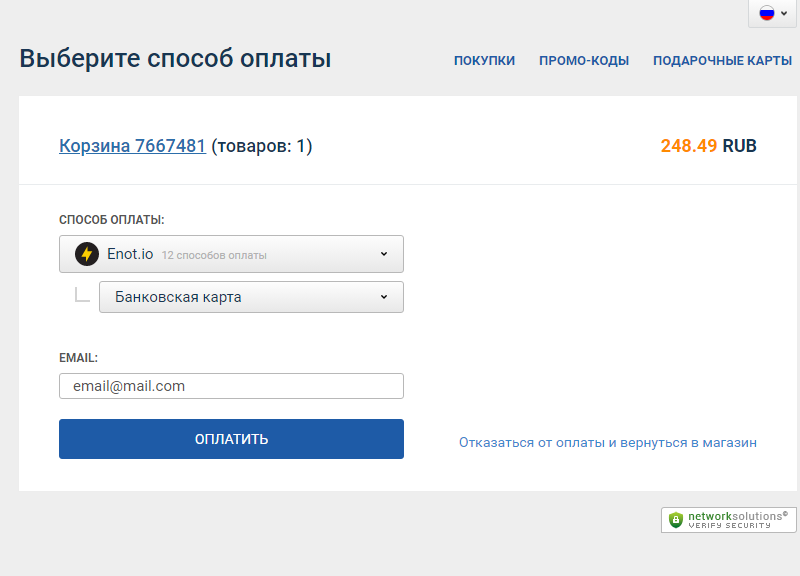 Выберите способ оплаты
ПОКУПКИ ПРОМО-КОДЫ ПОДАРОЧНЫЕ КАРТЫ
Корзина 7667481 (товаров: 1)
248.49 RUB
СПОСОБ ОПЛАТЫ:
Enot.io 12 способов оплаты
Банковская карта
EMAIL:
email@mail.com
ОПЛАТИТЬ
Отказаться от оплаты и вернуться в магазин
networksolutions©
VERIFY SECURITY